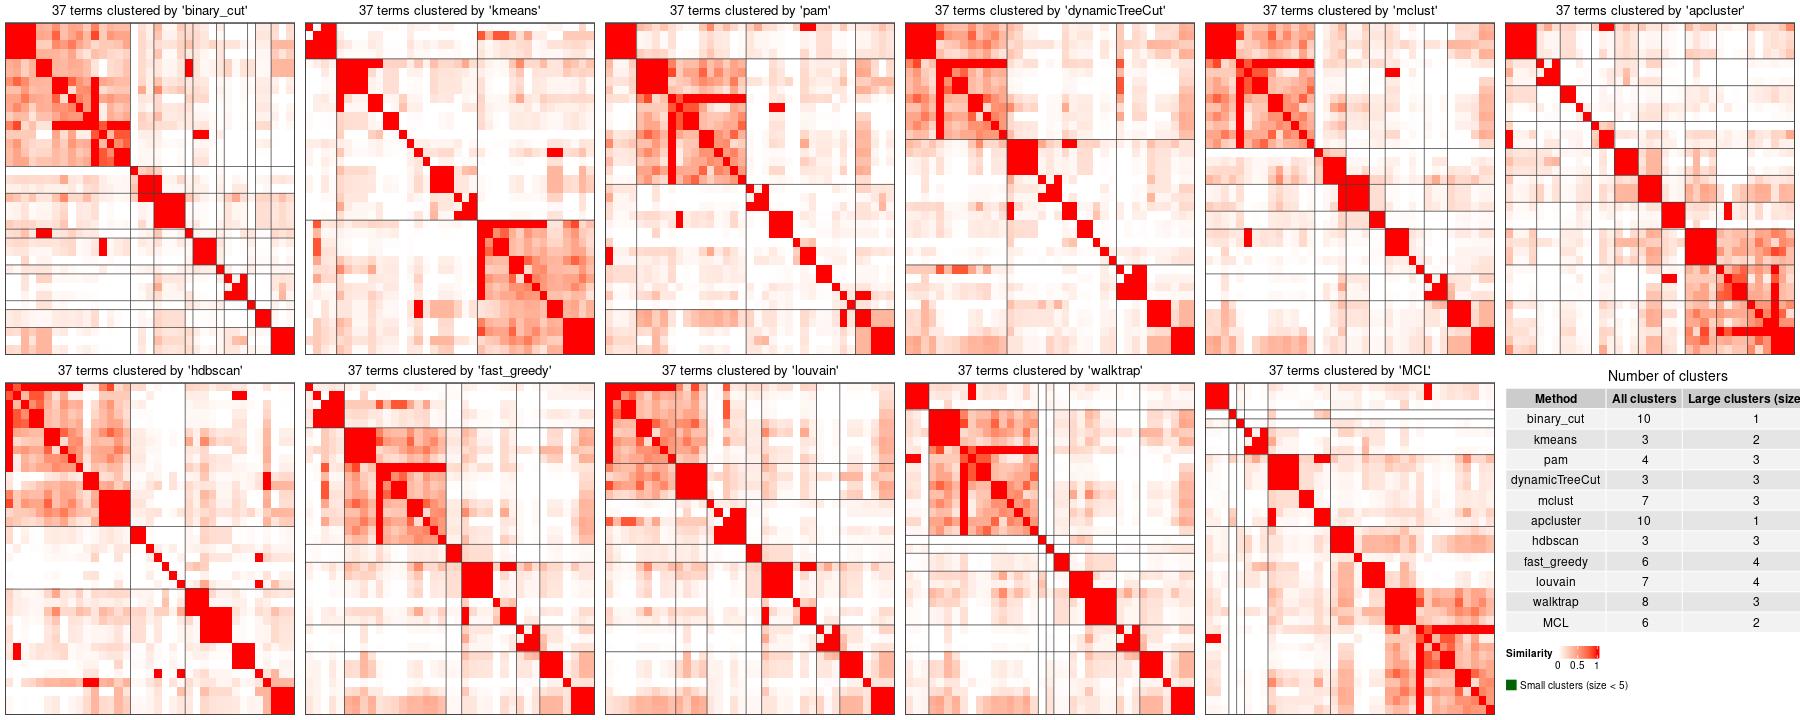 37 terms clustered by 'binary_cut'
37 terms clustered by 'kmeans'
37 terms clustered by 'pam'
37 terms clustered by 'dynamicTreeCut'
37 terms clustered by 'mclust'
37 terms clustered by 'apcluster'
37 terms clustered by 'hdbscan'
37 terms clustered by 'fast_greedy'
37 terms clustered by 'louvain'
37 terms clustered by 'walktrap'
37 terms clustered by 'MCL'
Number of clusters
Method All clusters Large clusters (size
binary_cut 10 1
kmeans 3 2
pam 4 3
dynamicTreeCut 3 3
mclust 7 3
apcluster 10 1
hdbscan 3 3
fast_greedy 6 4
louvain 7 4
walktrap 8 3
MCL 6 2
Similarity
0 0.5 1
Small clusters (size < 5)